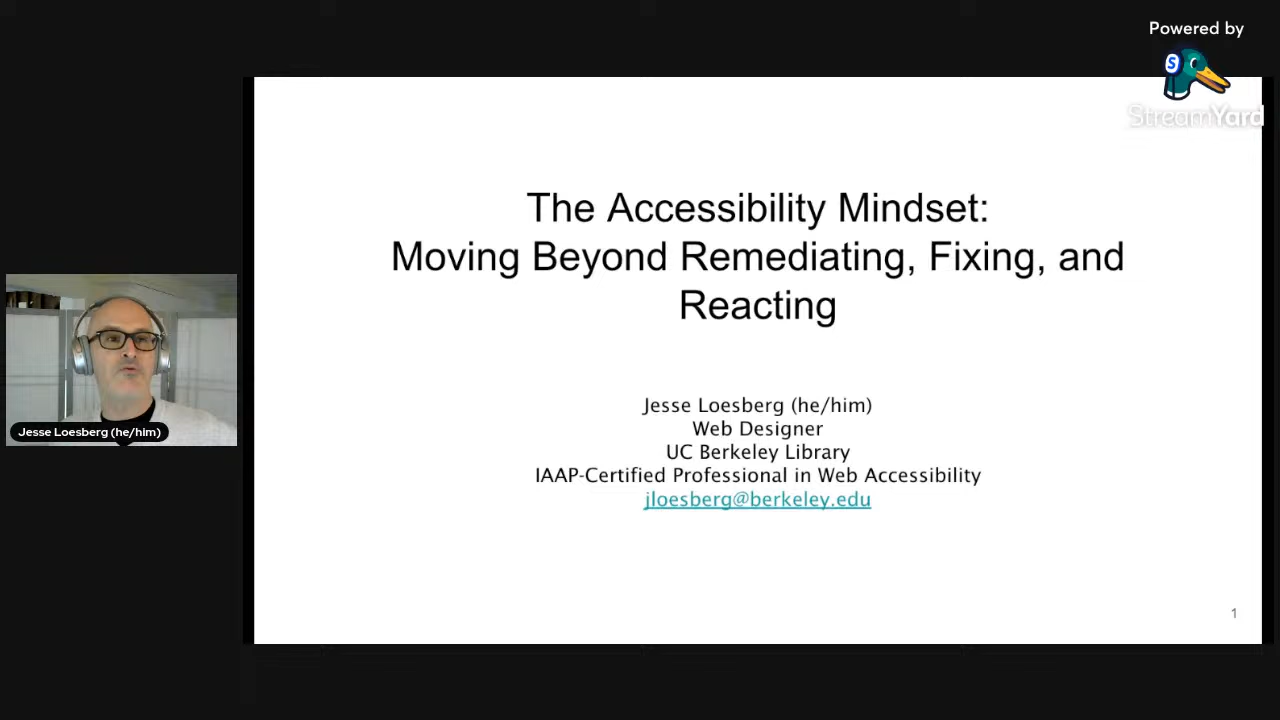 Powered by
StreamYard
The Accessibility Mindset:
Moving Beyond Remediating, Fixing, and
Reacting
Jesse Loesberg (he/him)
Web Designer
UC Berkeley Library
IAAP-Certified Professional in Web Accessibility
jloesberg@berkeley.edu
Jesse Loesberg (he/him)
1